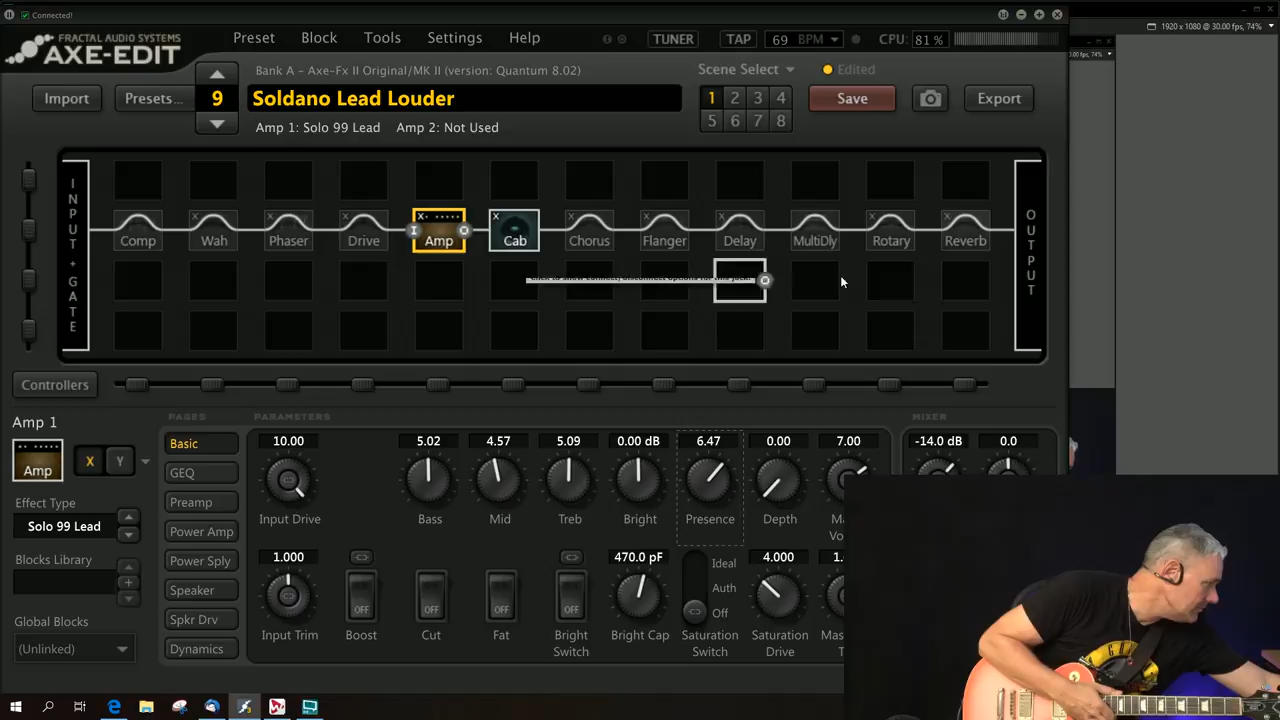 Connected!
1920 x 1080 @ 30.00 fps, 74%
FRACTAL AUDIO SYSTEMS
AXE-EDIT
Preset Block Tools Settings Help
TUNER TAP 69 BPM CPU: 81 %
Bank A - Axe-Fx II Original/MK II (version: Quantum 8.02)
Scene Select
Edited
Import Presets... 9 Soldano Lead Louder
1 2 3 4
5 6 7 8
Save Export
Amp 1: Solo 99 Lead Amp 2: Not Used
INPUT + GATE
X X X X X X X X X X X X
Comp Wah Phaser Drive Amp Cab Chorus Flanger Delay MultiDly Rotary Reverb
OUTPUT
Controllers
Amp 1
PAGES
PARAMETERS
MIXER
Amp X Y
Effect Type
Solo 99 Lead
Blocks Library
Global Blocks
(Unlinked)
Basic
GEQ
Preamp
Power Amp
Power Sply
Speaker
Spkr Drv
Dynamics
10.00 5.02 4.57 5.09 0.00 dB 6.47 0.00 7.00 -14.0 dB 0.0
Input Drive Bass Mid Treb Bright Presence Depth
1.000 470.0 pF 4.000
Ideal
Auth
Off
OFF OFF OFF OFF
Input Trim Boost Cut Fat Bright Switch Bright Cap Saturation Switch Saturation Drive